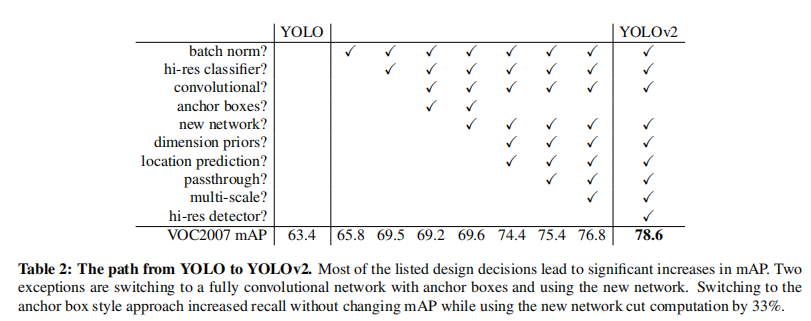 YOLO YOLOv2
batch norm? ✓ ✓ ✓ ✓ ✓ ✓ ✓ ✓
hi-res classifier? ✓ ✓ ✓ ✓ ✓ ✓ ✓
convolutional? ✓ ✓ ✓ ✓ ✓ ✓
anchor boxes? ✓ ✓
new network? ✓ ✓ ✓ ✓ ✓
dimension priors? ✓ ✓ ✓ ✓
location prediction? ✓ ✓ ✓ ✓
passthrough? ✓ ✓ ✓
multi-scale? ✓ ✓
hi-res detector? ✓
VOC2007 mAP 63.4 65.8 69.5 69.2 69.6 74.4 75.4 76.8 78.6
Table 2: The path from YOLO to YOLOv2. Most of the listed design decisions lead to significant increases in mAP. Two
exceptions are switching to a fully convolutional network with anchor boxes and using the new network. Switching to the
anchor box style approach increased recall without changing mAP while using the new network cut computation by 33%.